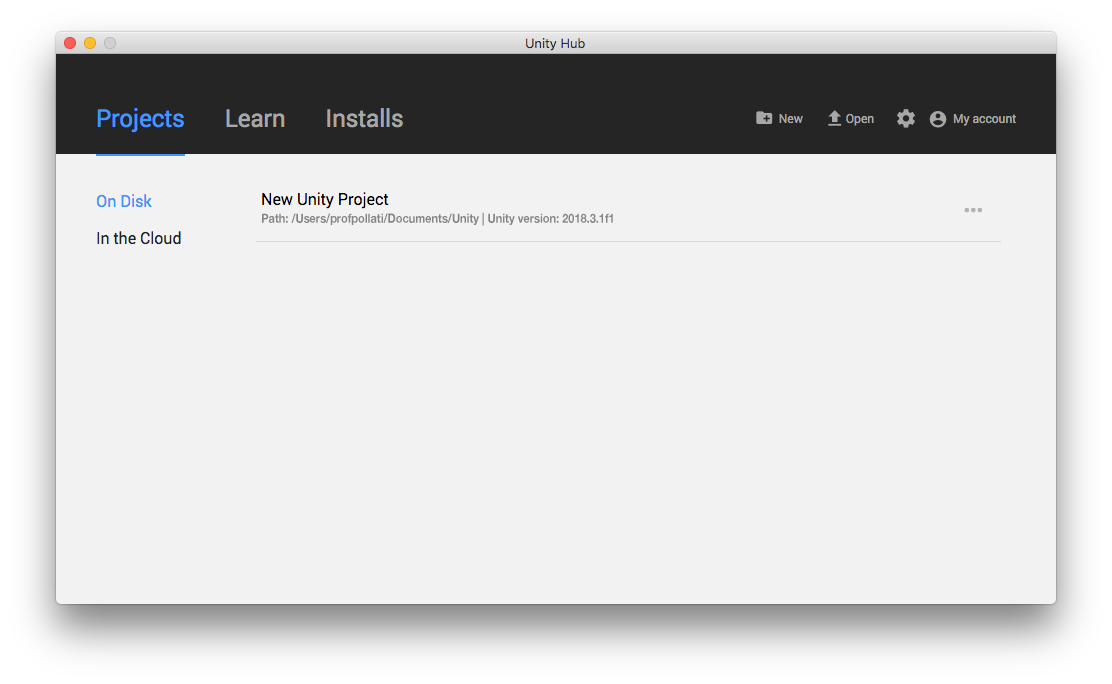 Unity Hub
Projects Learn Installs New Open My account
On Disk
In the Cloud
New Unity Project
Path: /Users/profpollati/Documents/Unity | Unity version: 2018.3.1f1